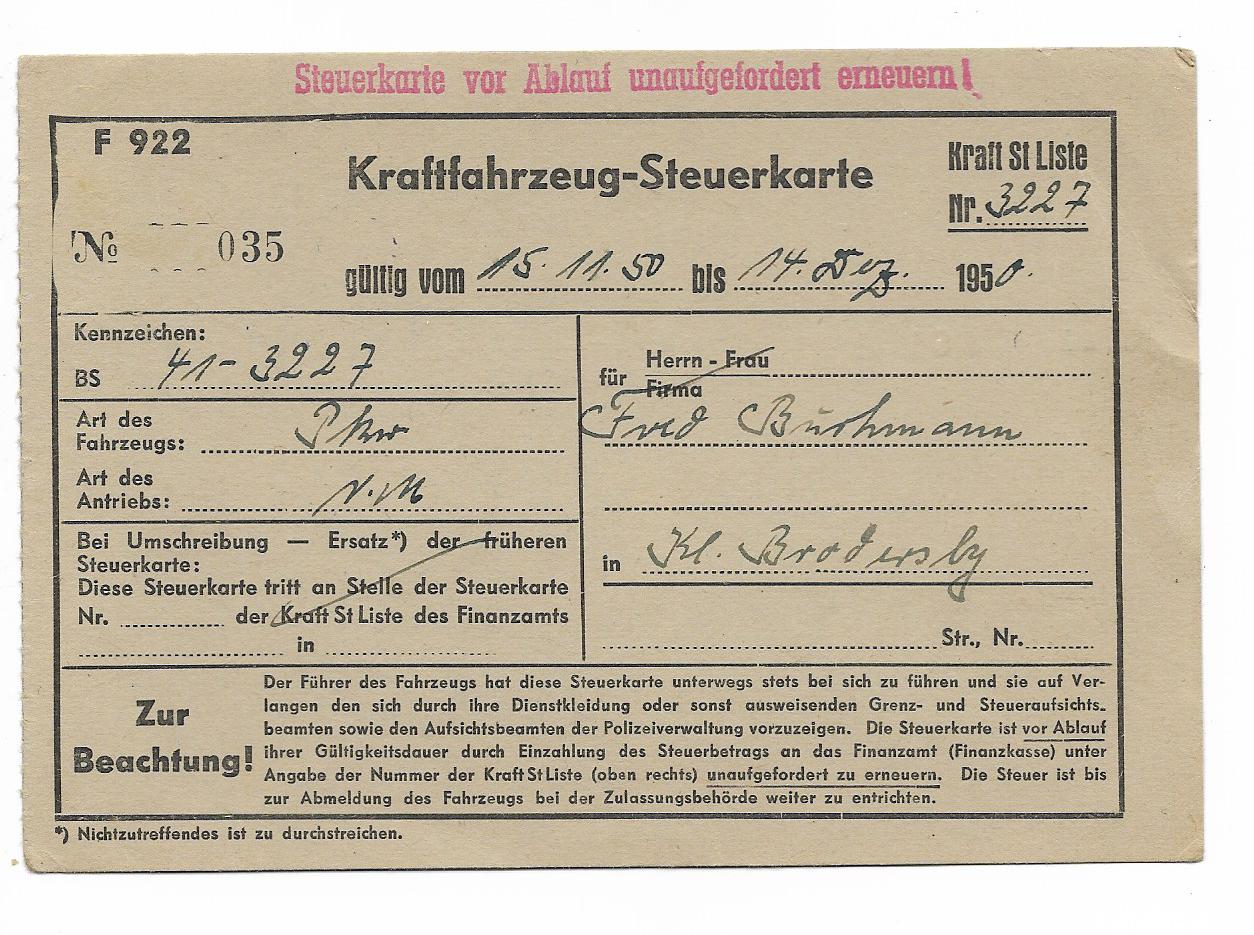 Steuerkarte vor Ablauf unaufgefordert erneuern!
F 922
Kraftfahrzeug-Steuerkarte
Kraft St Liste
Nr. 3227
№ 035
gültig vom 15.11.50 bis 14. Dez. 1950.
Kennzeichen:
BS 41-3227
Art des
Fahrzeugs: Pkw
Art des
Antriebs: V.M
Bei Umschreibung — Ersatz*) der früheren
Steuerkarte:
Diese Steuerkarte tritt an Stelle der Steuerkarte
Nr. der Kraft St Liste des Finanzamts
in
Herrn - Frau
für
Firma
Fred Buchmann
in Kl. Brodersby
Str., Nr.
Zur
Beachtung!
Der Führer des Fahrzeugs hat diese Steuerkarte unterwegs stets bei sich zu führen und sie auf Ver-
langen den sich durch ihre Dienstkleidung oder sonst ausweisenden Grenz- und Steueraufsichts-
beamten sowie den Aufsichtsbeamten der Polizeiverwaltung vorzuzeigen. Die Steuerkarte ist vor Ablauf
ihrer Gültigkeitsdauer durch Einzahlung des Steuerbetrags an das Finanzamt (Finanzkasse) unter
Angabe der Nummer der Kraft St Liste (oben rechts) unaufgefordert zu erneuern. Die Steuer ist bis
zur Abmeldung des Fahrzeugs bei der Zulassungsbehörde weiter zu entrichten.
*) Nichtzutreffendes ist zu durchstreichen.